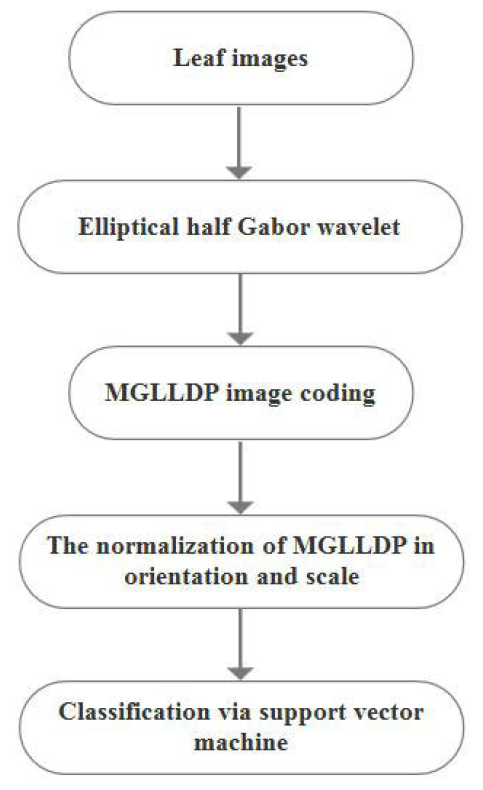 Leaf images
Elliptical half Gabor wavelet
MGLLDP image coding
The normalization of MGLLDP in
orientation and scale
Classification via support vector
machine